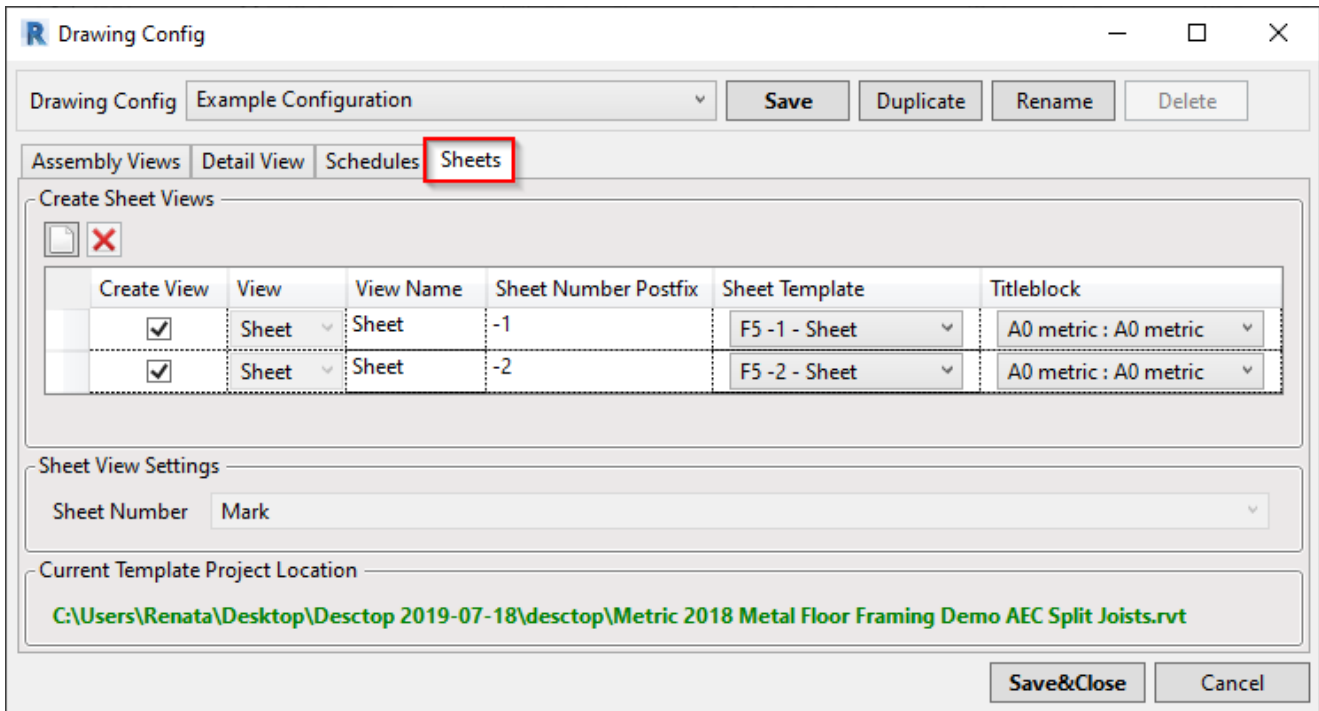 Drawing Config
Drawing Config Example Configuration Save Duplicate Rename Delete
Assembly Views Detail View Schedules Sheets
Create Sheet Views
Create View View View Name Sheet Number Postfix Sheet Template Titleblock
Sheet Sheet -1 F5 -1 - Sheet A0 metric : A0 metric
Sheet Sheet -2 F5 -2 - Sheet A0 metric : A0 metric
Sheet View Settings
Sheet Number Mark
Current Template Project Location
C:\Users\Renata\Desktop\Desctop 2019-07-18\desctop\Metric 2018 Metal Floor Framing Demo AEC Split Joists.rvt
Save&Close Cancel